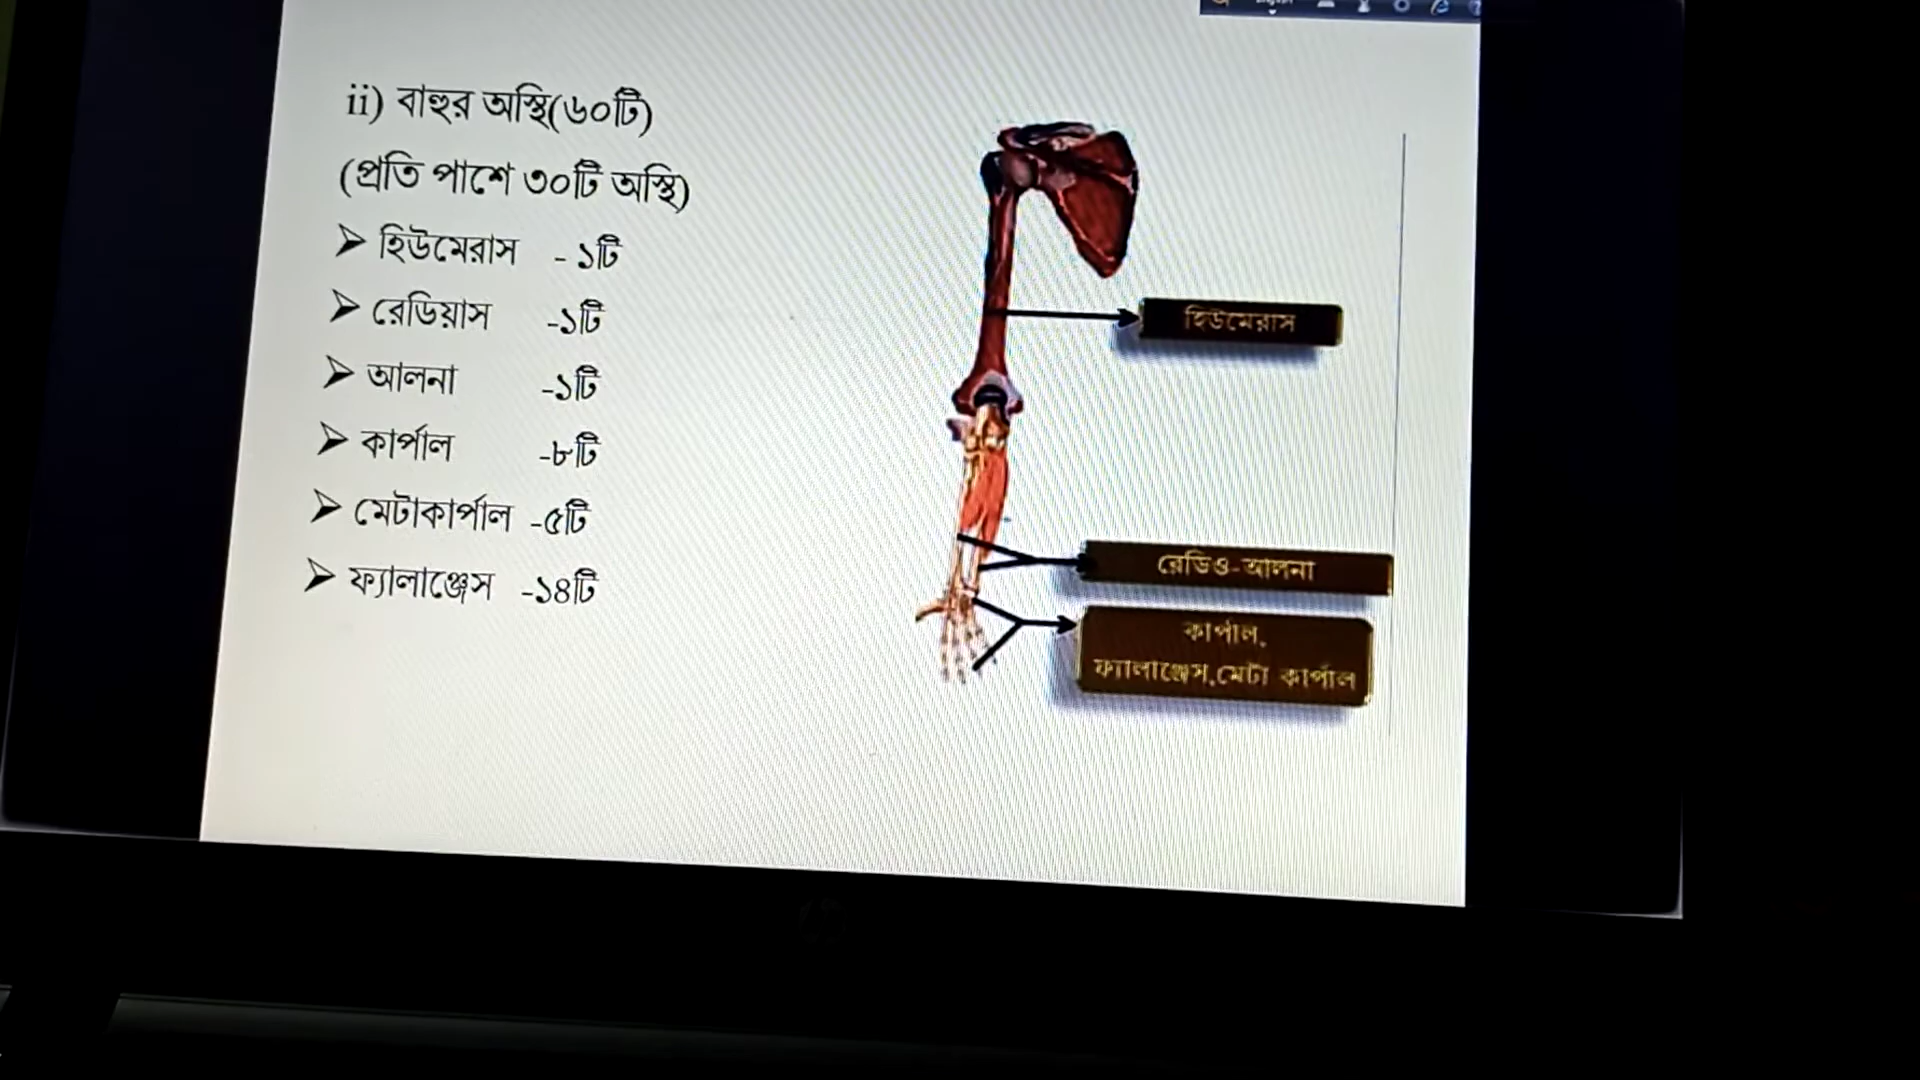 ii) বাহুর অস্থি(৬০টি)
(প্রতি পাশে ৩০টি অস্থি)
➢ হিউমেরাস - ১টি
➢ রেডিয়াস -১টি
➢ আলনা -১টি
➢ কার্পাল -৮টি
➢ মেটাকার্পাল -৫টি
➢ ফ্যালাঞ্জেস -১৪টি
হিউমেরাস
রেডিও-আলনা
কার্পাল,
ফ্যালাঞ্জেস,মেটা কার্পাল